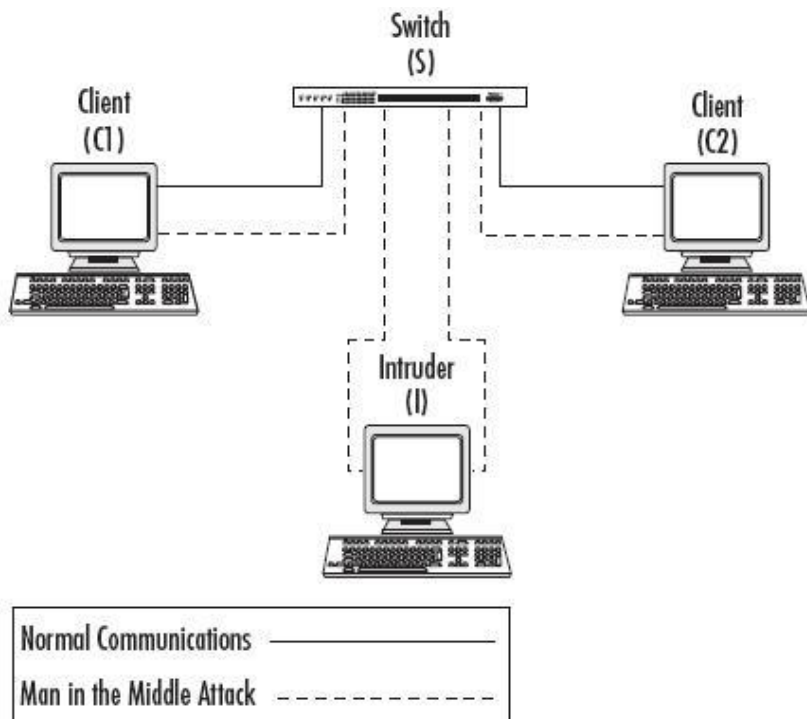 Switch
(S)
Client
(C1)
Client
(C2)
Intruder
(I)
Normal Communications
Man in the Middle Attack